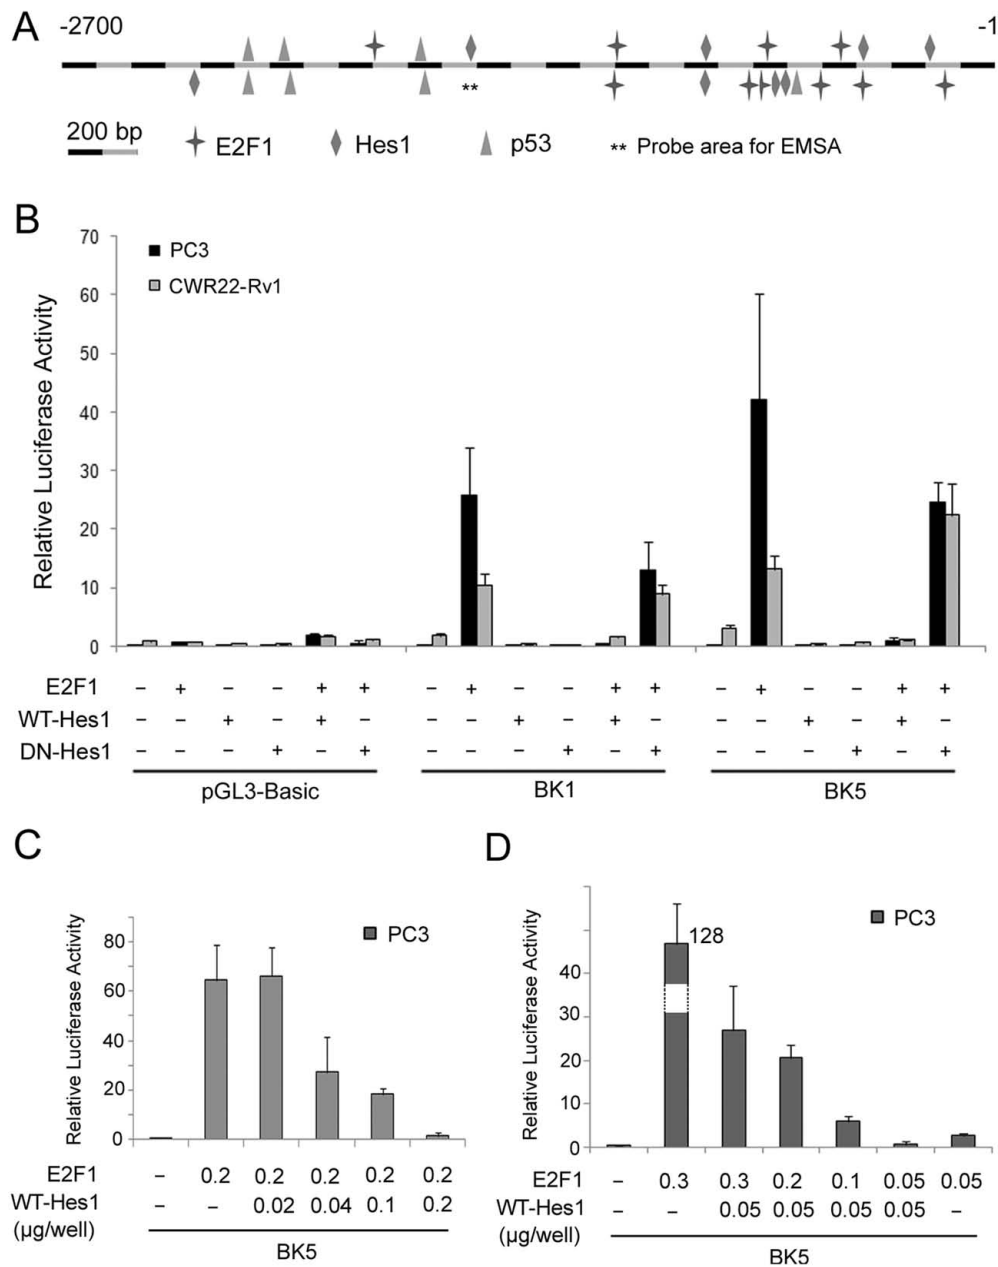 A
-2700 -1
**
200 bp E2F1 Hes1 p53 ** Probe area for EMSA
B
Relative Luciferase Activity
70
60
50
40
30
20
10
0
PC3
CWR22-Rv1
E2F1 – + – – + + – + – – + + – + – – + +
WT-Hes1 – – + – + – – – + – + – – – + – + –
DN-Hes1 – – – + – + – – – + – + – – – + – +
pGL3-Basic BK1 BK5
C
Relative Luciferase Activity
80
60
40
20
0
PC3
E2F1 – 0.2 0.2 0.2 0.2 0.2
WT-Hes1 – – 0.02 0.04 0.1 0.2
(µg/well)
BK5
D
Relative Luciferase Activity
40
30
20
10
0
128
PC3
E2F1 – 0.3 0.3 0.2 0.1 0.05 0.05
WT-Hes1 – – 0.05 0.05 0.05 0.05 –
(µg/well)
BK5